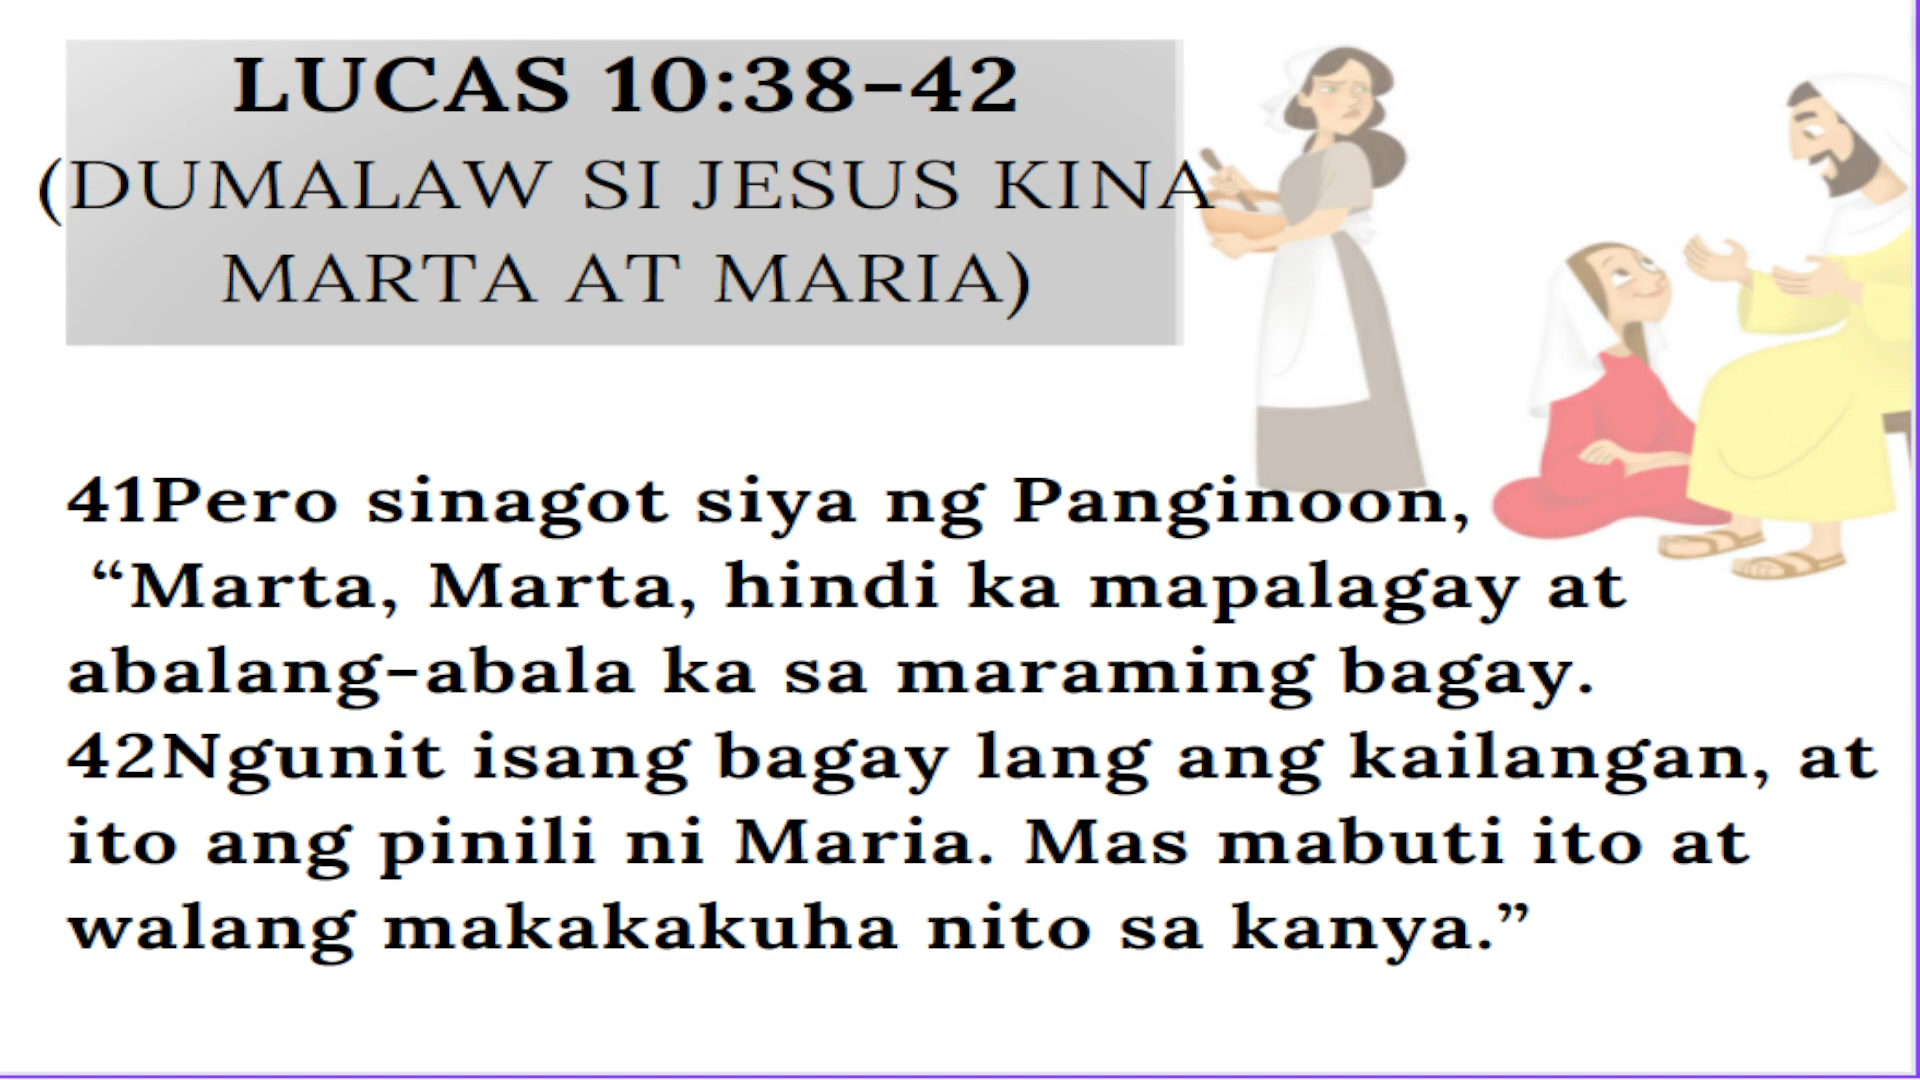 LUCAS 10:38-42
(DUMALAW SI JESUS KINA
MARTA AT MARIA)
41Pero sinagot siya ng Panginoon,
“Marta, Marta, hindi ka mapalagay at
abalang-abala ka sa maraming bagay.
42Ngunit isang bagay lang ang kailangan, at
ito ang pinili ni Maria. Mas mabuti ito at
walang makakakuha nito sa kanya.”